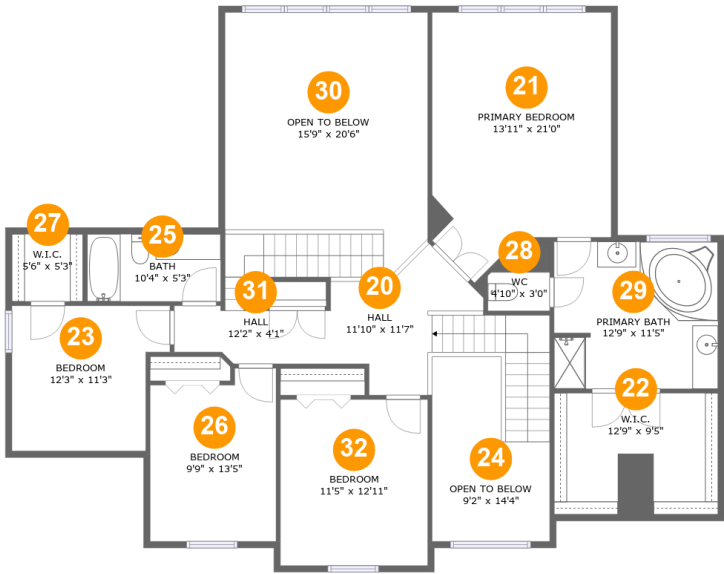 30
OPEN TO BELOW
15'9" x 20'6"
21
PRIMARY BEDROOM
13'11" x 21'0"
27
W.I.C.
5'6" x 5'3"
25
BATH
10'4" x 5'3"
28
WC
4'10" x 3'0"
31
HALL
12'2" x 4'1"
20
HALL
11'10" x 11'7"
29
PRIMARY BATH
12'9" x 11'5"
23
BEDROOM
12'3" x 11'3"
22
W.I.C.
12'9" x 9'5"
26
BEDROOM
9'9" x 13'5"
32
BEDROOM
11'5" x 12'11"
24
OPEN TO BELOW
9'2" x 14'4"